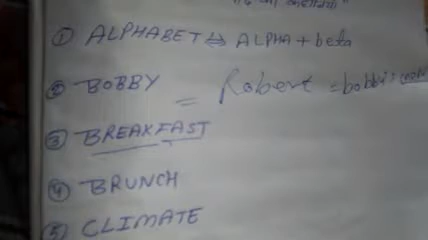 ① ALPHABET ⇔ ALPHA + beta
② BOBBY = Robert =
③ BREAKFAST
④ BRUNCH
⑤ CLIMATE